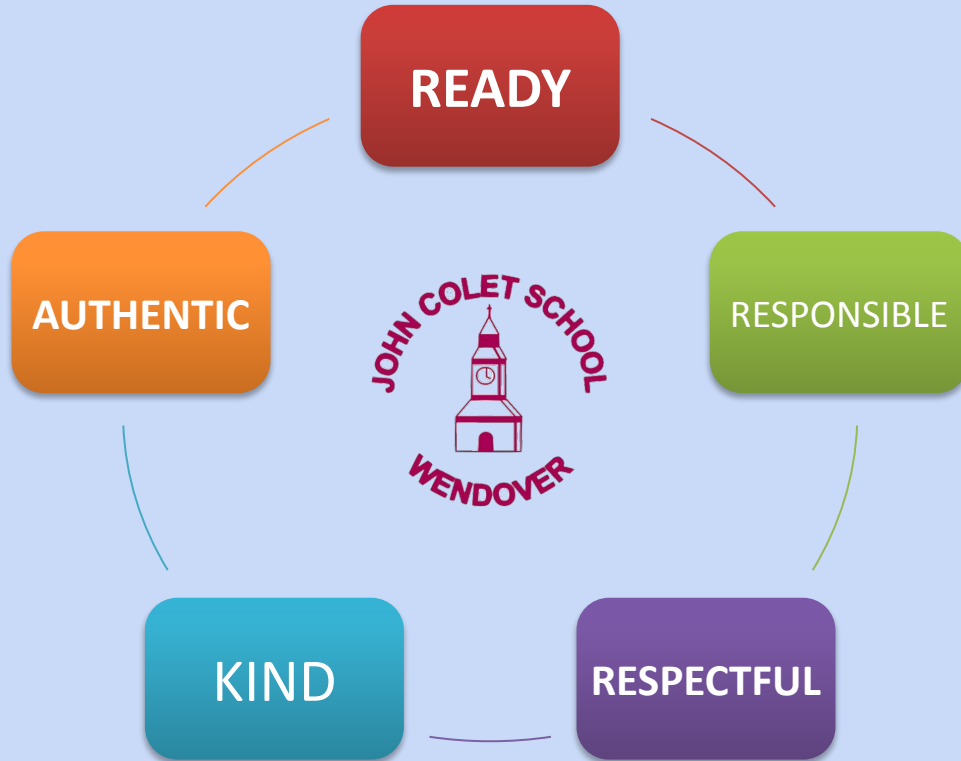 READY
AUTHENTIC
RESPONSIBLE
JOHN COLET SCHOOL
WENDOVER
KIND
RESPECTFUL